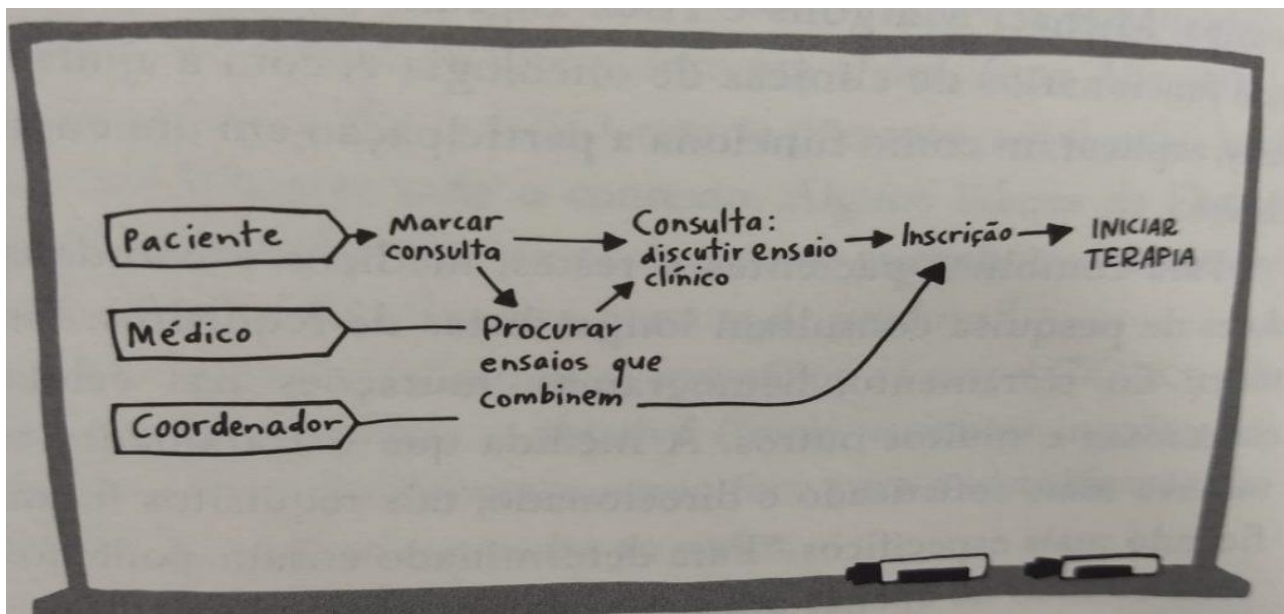 Paciente
Marcar
consulta
Consulta:
discutir ensaio
clínico
Inscrição
INICIAR
TERAPIA
Médico
Procurar
ensaios que
combinem
Coordenador